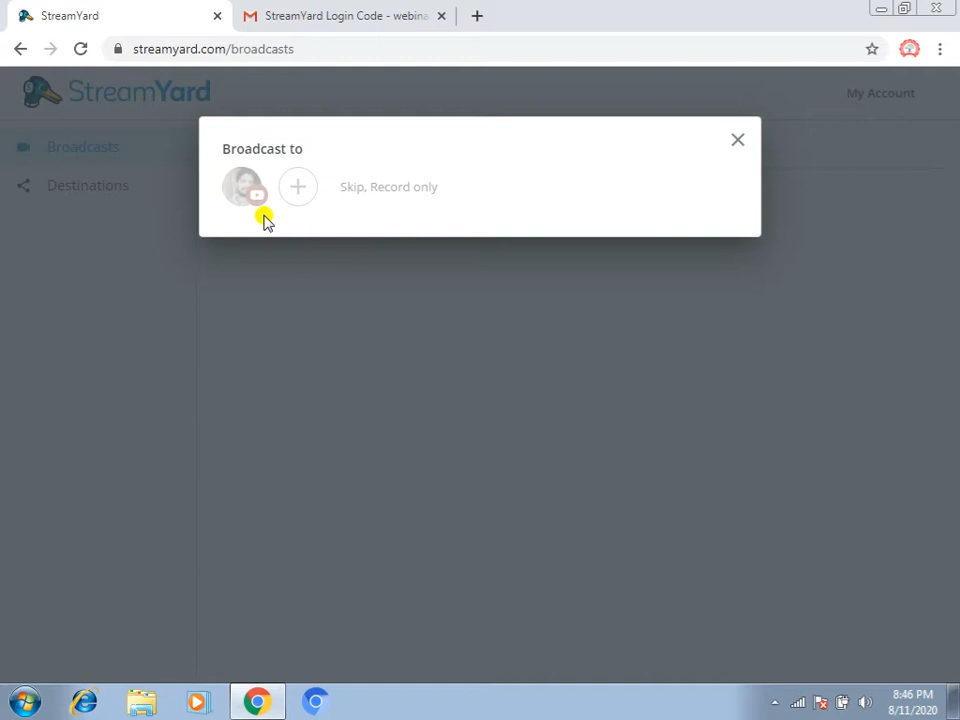 StreamYard
StreamYard Login Code - webina
streamyard.com/broadcasts
StreamYard
My Account
Broadcasts
Destinations
Broadcast to
Skip, Record only
8:46 PM
8/11/2020